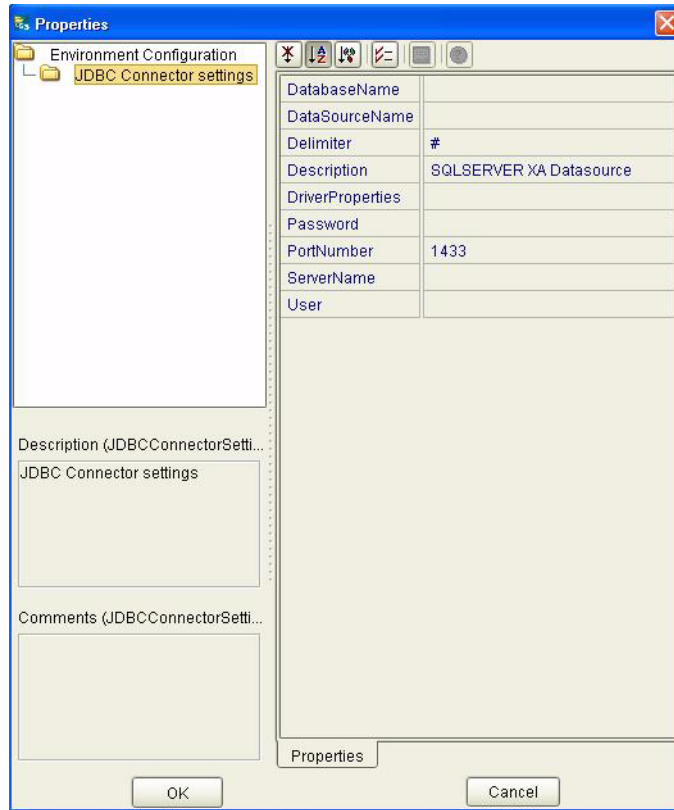 Properties
Environment Configuration
JDBC Connector settings
DatabaseName
DataSourceName
Delimiter #
Description SQLSERVER XA Datasource
DriverProperties
Password
PortNumber 1433
ServerName
User
Description (JDBCConnectorSetti...
JDBC Connector settings
Comments (JDBCConnectorSetti...
Properties
OK
Cancel